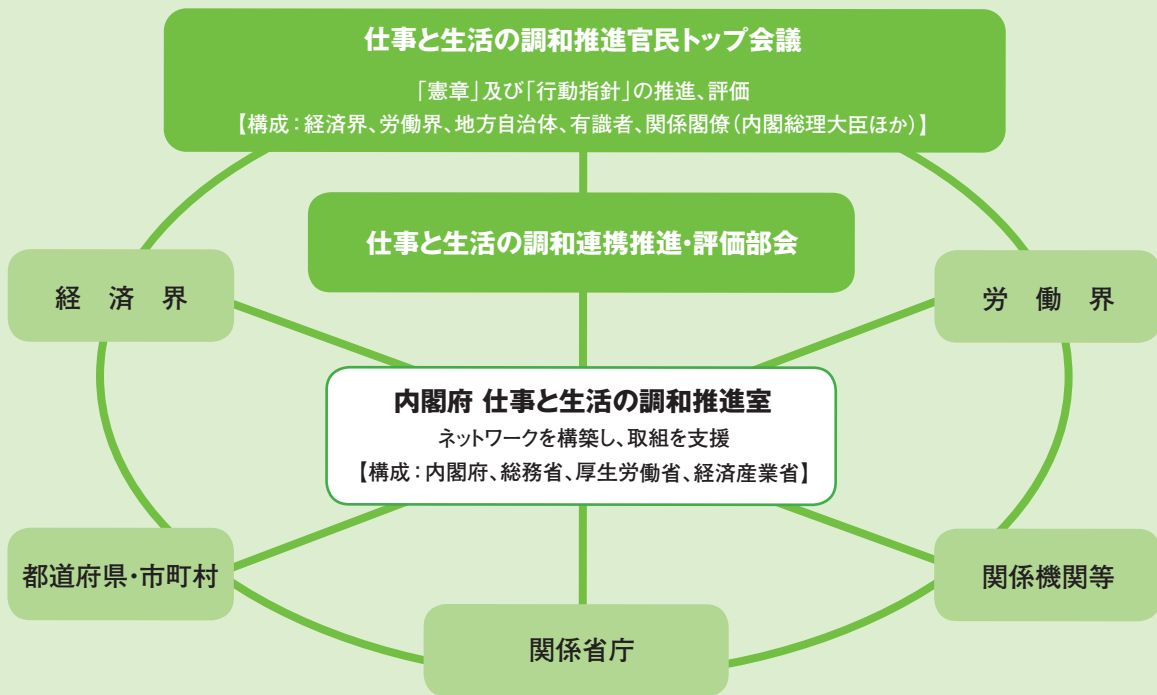 仕事と生活の調和推進官民トップ会議
「憲章」及び「行動指針」の推進、評価
【構成：経済界、労働界、地方自治体、有識者、関係閣僚（内閣総理大臣ほか）】
仕事と生活の調和連携推進・評価部会
経　済　界
労　働　界
内閣府 仕事と生活の調和推進室
ネットワークを構築し、取組を支援
【構成：内閣府、総務省、厚生労働省、経済産業省】
都道府県・市町村
関係機関等
関係省庁